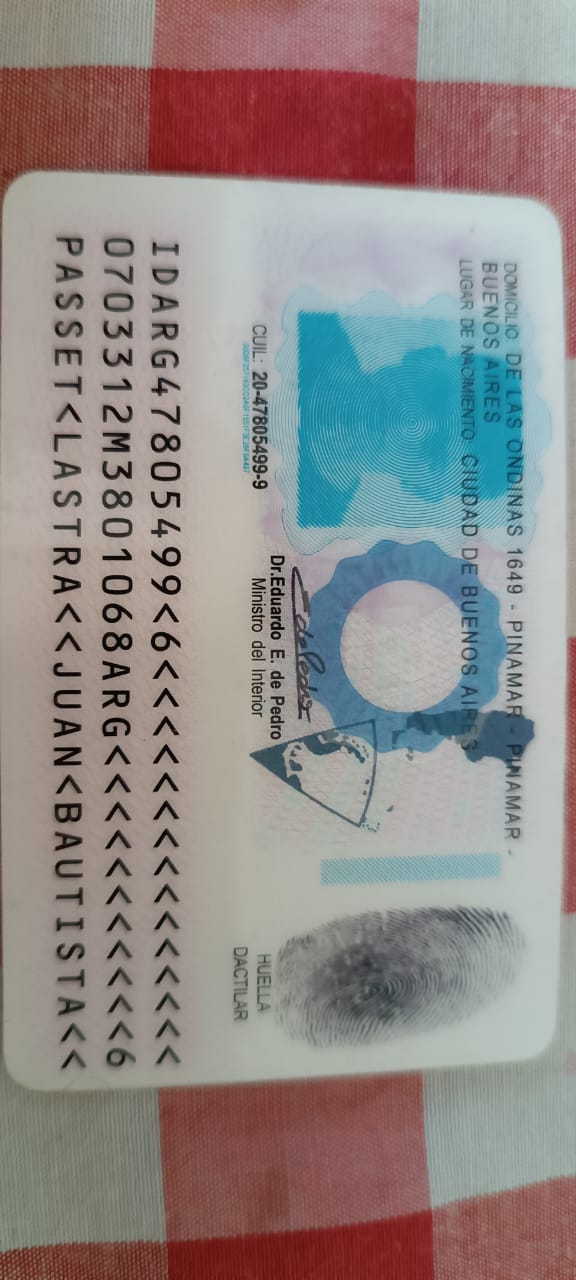 DOMICILIO: DE LAS ONDINAS 1649 - PINAMAR - PINAMAR -
BUENOS AIRES
LUGAR DE NACIMIENTO: CIUDAD DE BUENOS AIRES
Dr.Eduardo E. de Pedro
Ministro del Interior
CUIL: 20-47805499-9
HUELLA
DACTILAR
IDARG47805499<6<<<<<<<<<<<<<<<
0703312M3801068ARG<<<<<<<<<<<6
PASSET<LASTRA<<JUAN<BAUTISTA<<